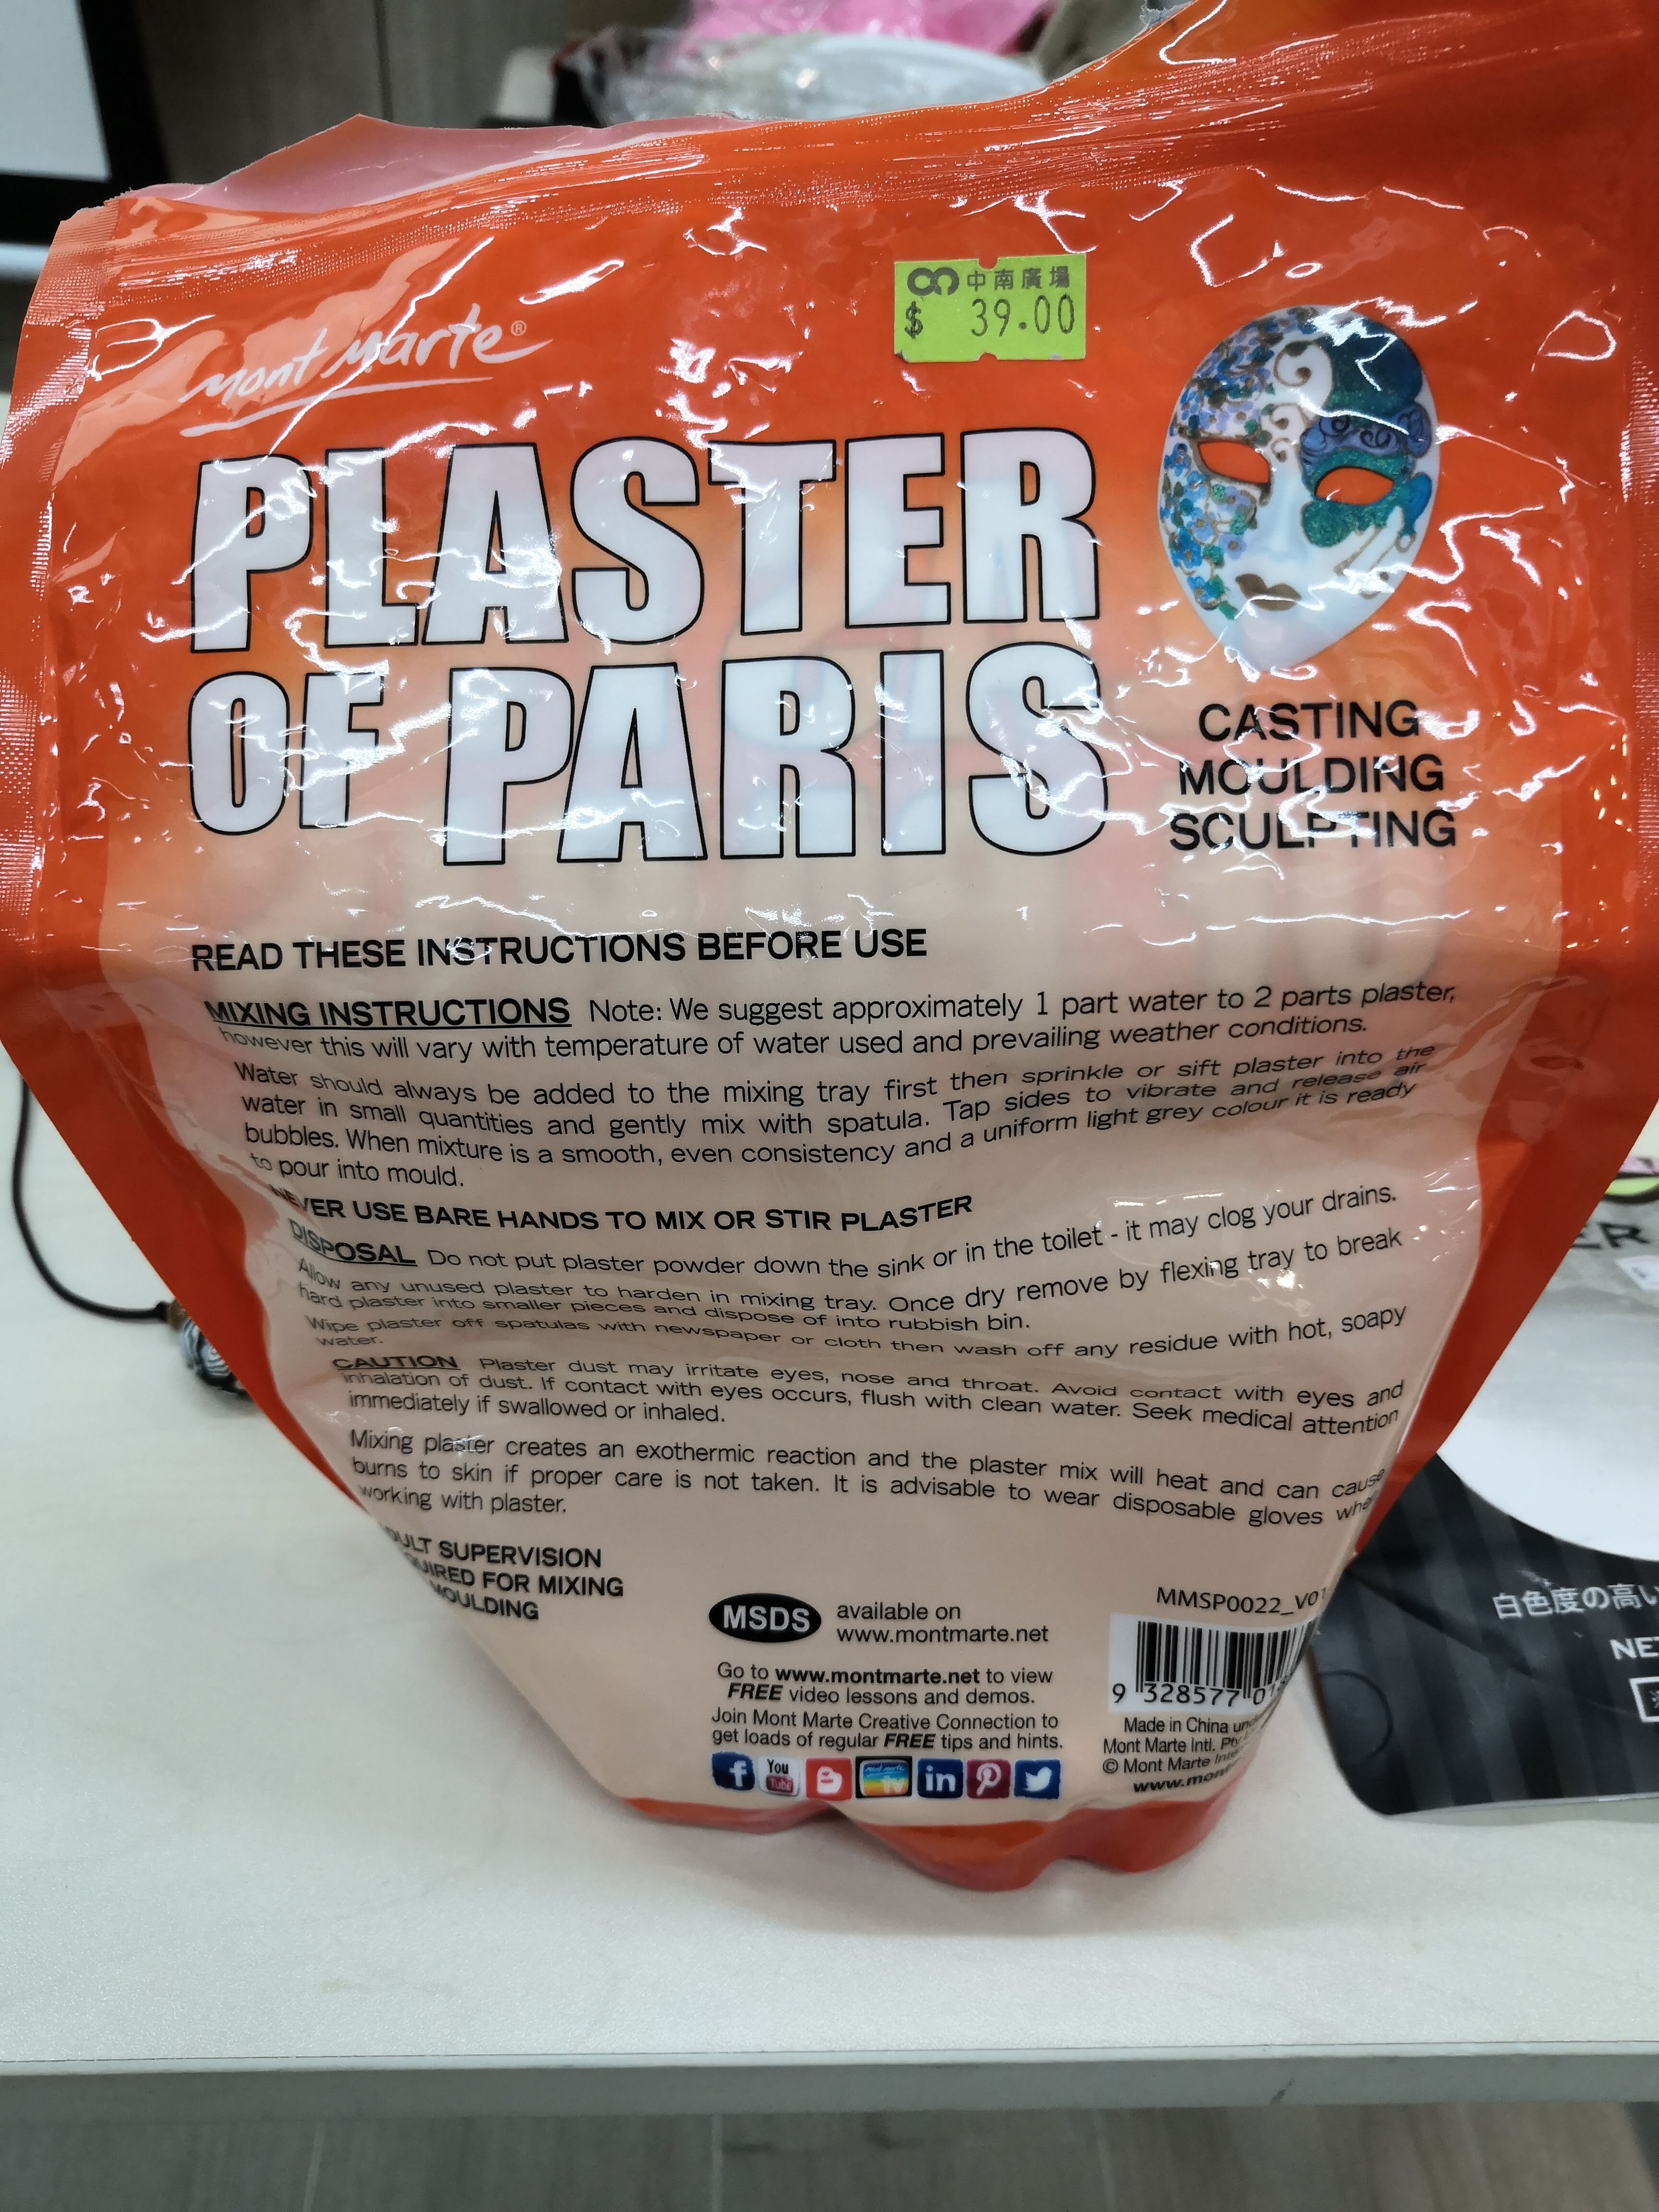 中南廣場
$ 39.00
Mont Marte®
PLASTER
OF PARIS
CASTING
MOULDING
SCULPTING
READ THESE INSTRUCTIONS BEFORE USE
MIXING INSTRUCTIONS Note: We suggest approximately 1 part water to 2 parts plaster,
however this will vary with temperature of water used and prevailing weather conditions.
Water should always be added to the mixing tray first then sprinkle or sift plaster into the
water in small quantities and gently mix with spatula. Tap sides to vibrate and release air
bubbles. When mixture is a smooth, even consistency and a uniform light grey colour it is ready
to pour into mould.
NEVER USE BARE HANDS TO MIX OR STIR PLASTER
DISPOSAL Do not put plaster powder down the sink or in the toilet - it may clog your drains.
Allow any unused plaster to harden in mixing tray. Once dry remove by flexing tray to break
hard plaster into smaller pieces and dispose of into rubbish bin.
Wipe plaster off spatulas with newspaper or cloth then wash off any residue with hot, soapy
water.
CAUTION Plaster dust may irritate eyes, nose and throat. Avoid contact with eyes and
inhalation of dust. If contact with eyes occurs, flush with clean water. Seek medical attention
immediately if swallowed or inhaled.
Mixing plaster creates an exothermic reaction and the plaster mix will heat and can cause
burns to skin if proper care is not taken. It is advisable to wear disposable gloves when
working with plaster.
SUPERVISION
FOR MIXING
MOULDING
MSDS available on
www.montmarte.net
Go to www.montmarte.net to view
FREE video lessons and demos.
Join Mont Marte Creative Connection to
get loads of regular FREE tips and hints.
f You Tube in
MMSP0022_V01
9 328577 0
Made in China
Mont Marte Intl. Pty
© Mont Marte
www.mont
白色度の高い
ER